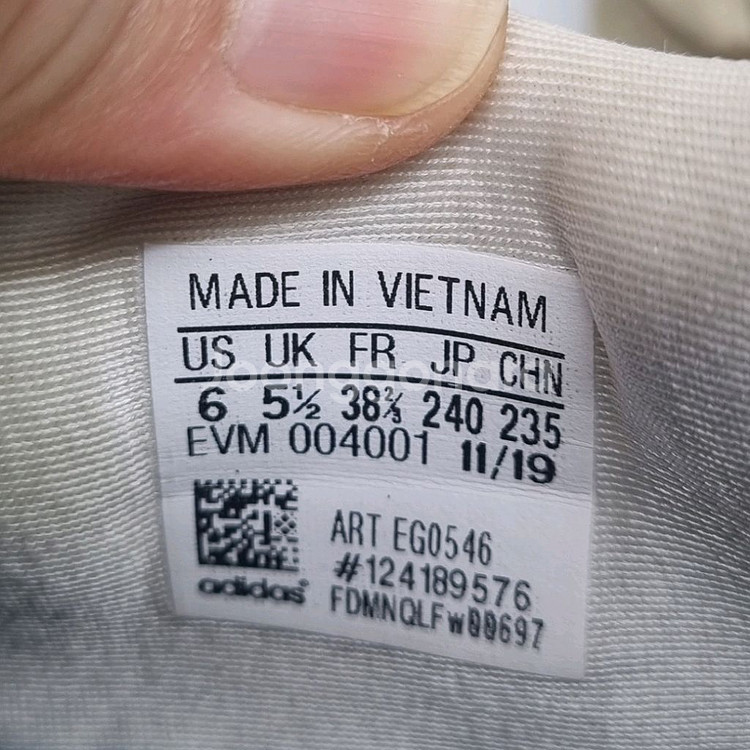 MADE IN VIETNAM
US UK FR JP CHN
6 5½ 38⅔ 240 235
EVM 004001 11/19
ART EG0546
#124189576
FDMNQLFw00697
adidas